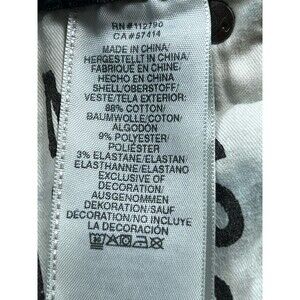 RN#112790
CA#57414
MADE IN CHINA/
HERGESTELLT IN CHINA/
FABRIQUE EN CHINE/
HECHO EN CHINA
SHELL/OBERSTOFF/
VESTE/TELA EXTERIOR:
88% COTTON/
BAUMWOLLE/COTON/
ALGODÓN
9% POLYESTER/
POLIÉSTER
3% ELASTANE/ELASTAN/
ELASTHANNE/ELASTANO
EXCLUSIVE OF
DECORATION/
AUSGENOMMEN
DEKORATION/SAUF
DÉCORATION/NO INCLUYE
LA DECORACIÓN